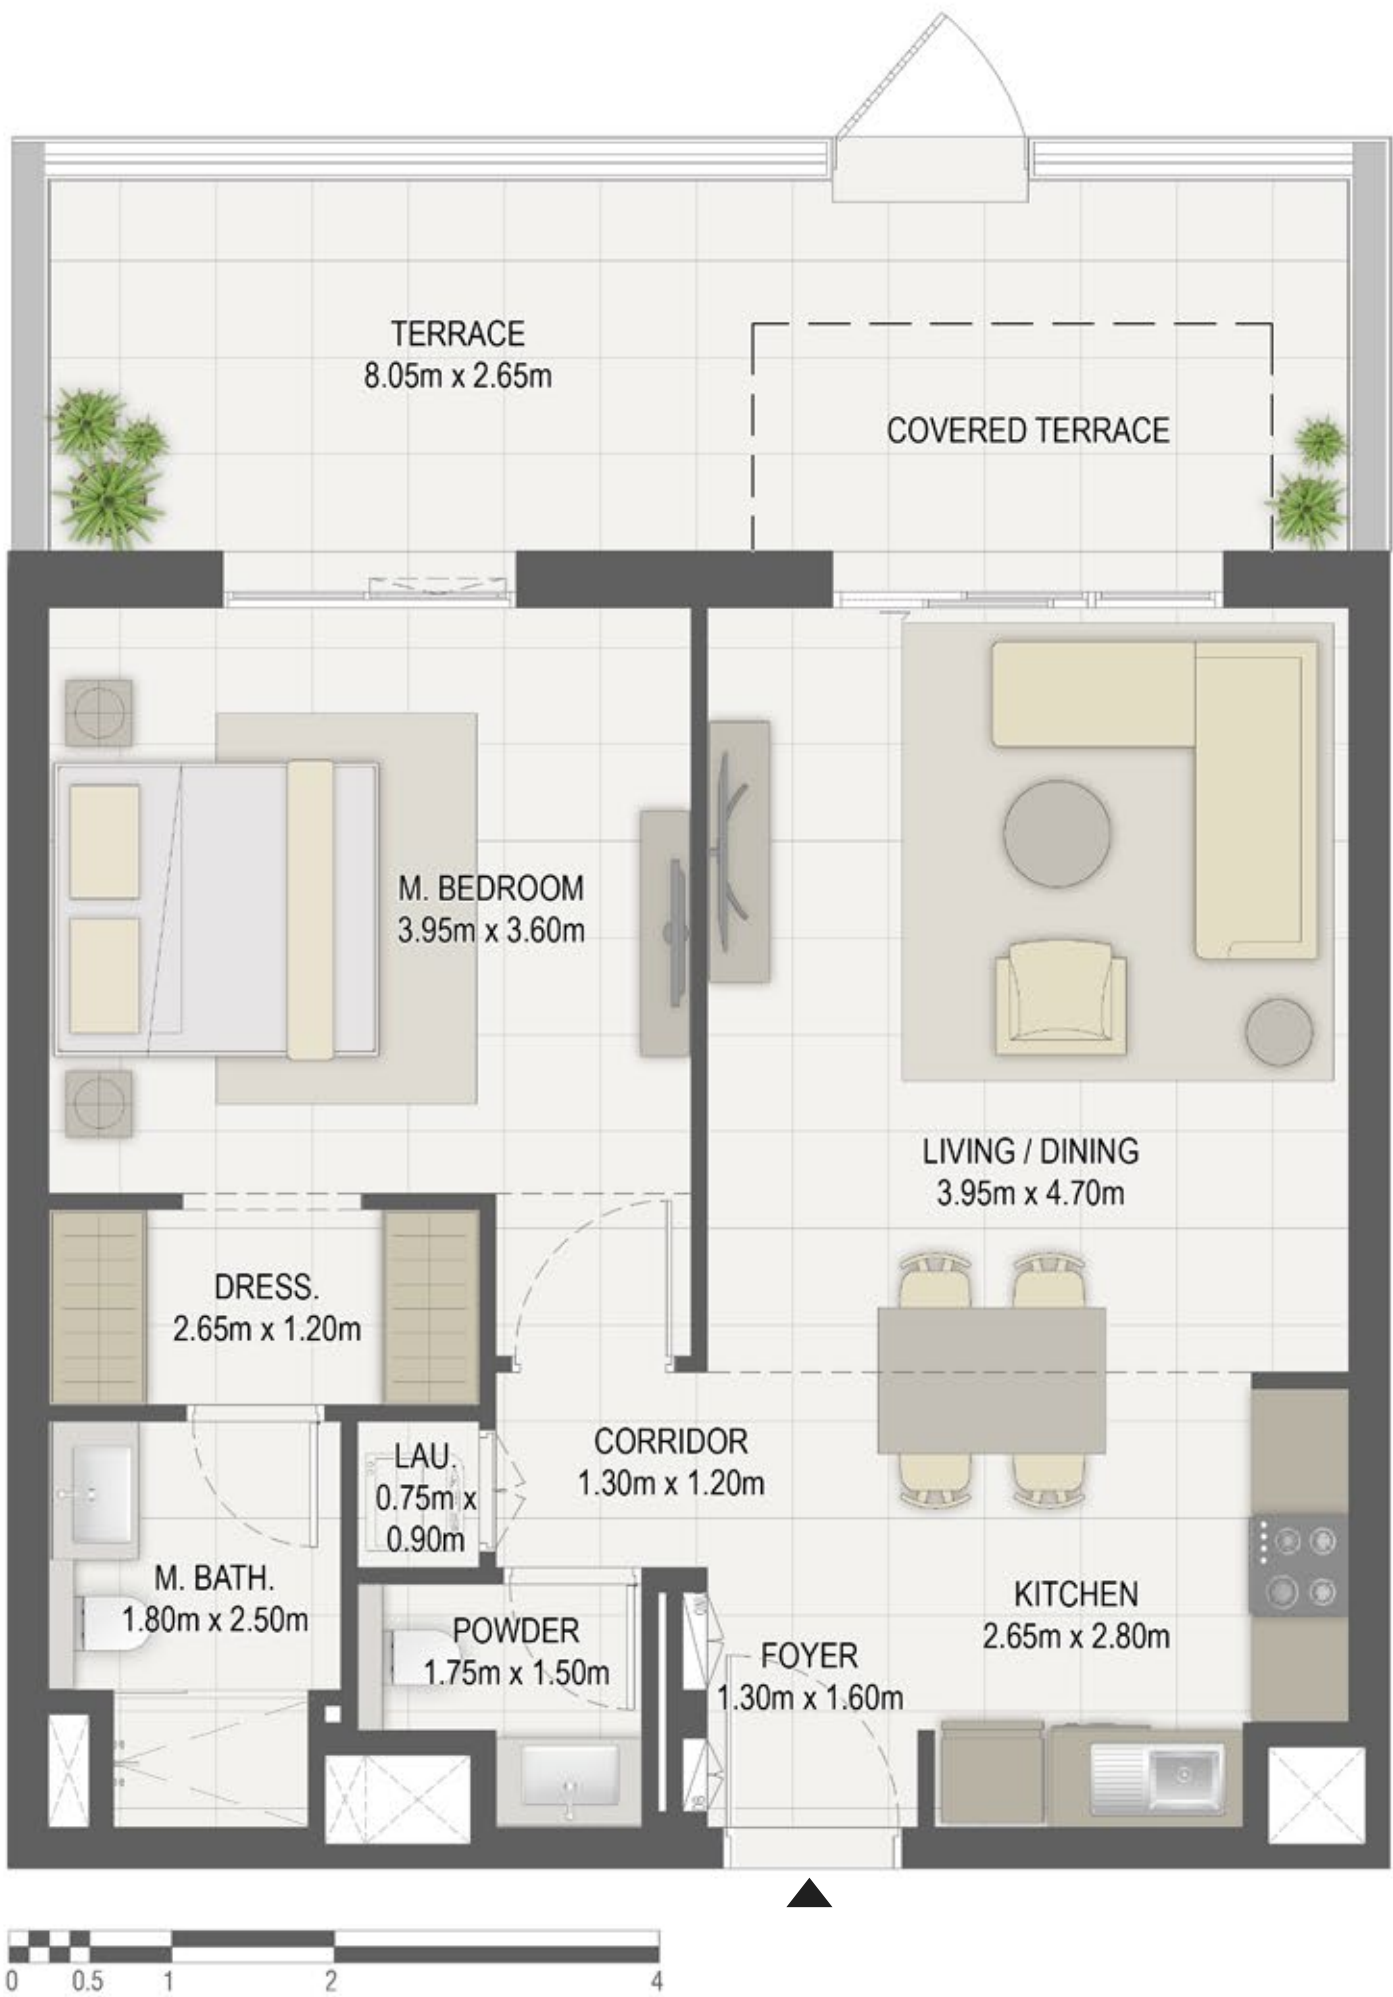 TERRACE
8.05m x 2.65m
COVERED TERRACE
M. BEDROOM
3.95m x 3.60m
LIVING / DINING
3.95m x 4.70m
DRESS.
2.65m x 1.20m
CORRIDOR
1.30m x 1.20m
LAU.
0.75m x
0.90m
M. BATH.
1.80m x 2.50m
POWDER
1.75m x 1.50m
FOYER
1.30m x 1.60m
KITCHEN
2.65m x 2.80m
0 0.5 1 2 4